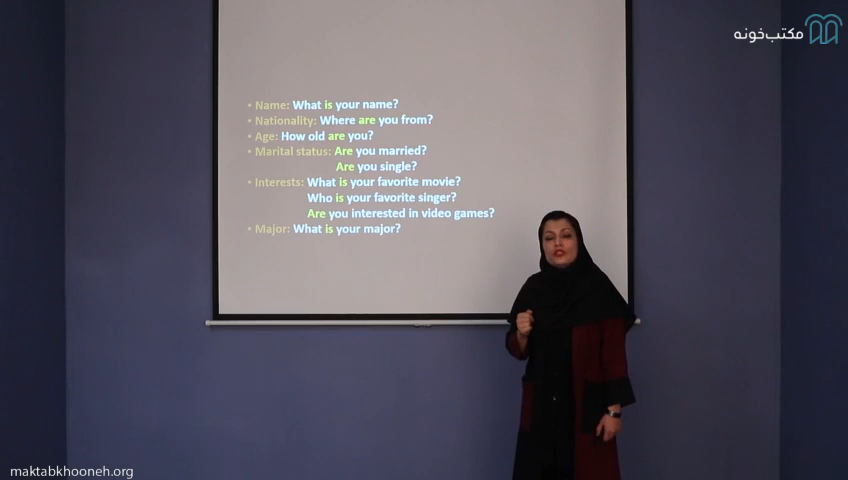 مکتب‌خونه
• Name: What is your name?
• Nationality: Where are you from?
• Age: How old are you?
• Marital status: Are you married?
Are you single?
• Interests: What is your favorite movie?
Who is your favorite singer?
Are you interested in video games?
• Major: What is your major?
maktabkhooneh.org